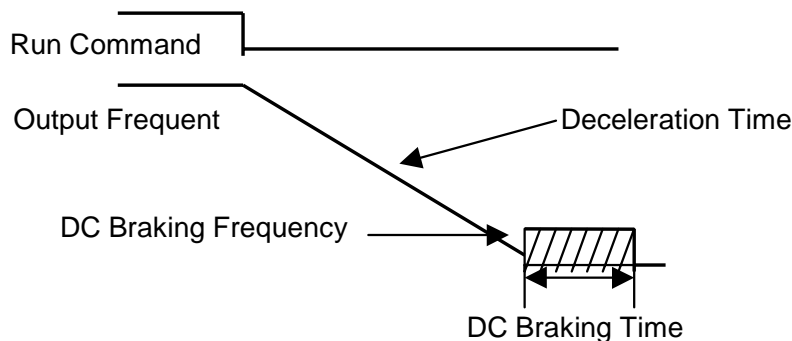 Run Command
Output Frequent
Deceleration Time
DC Braking Frequency
DC Braking Time